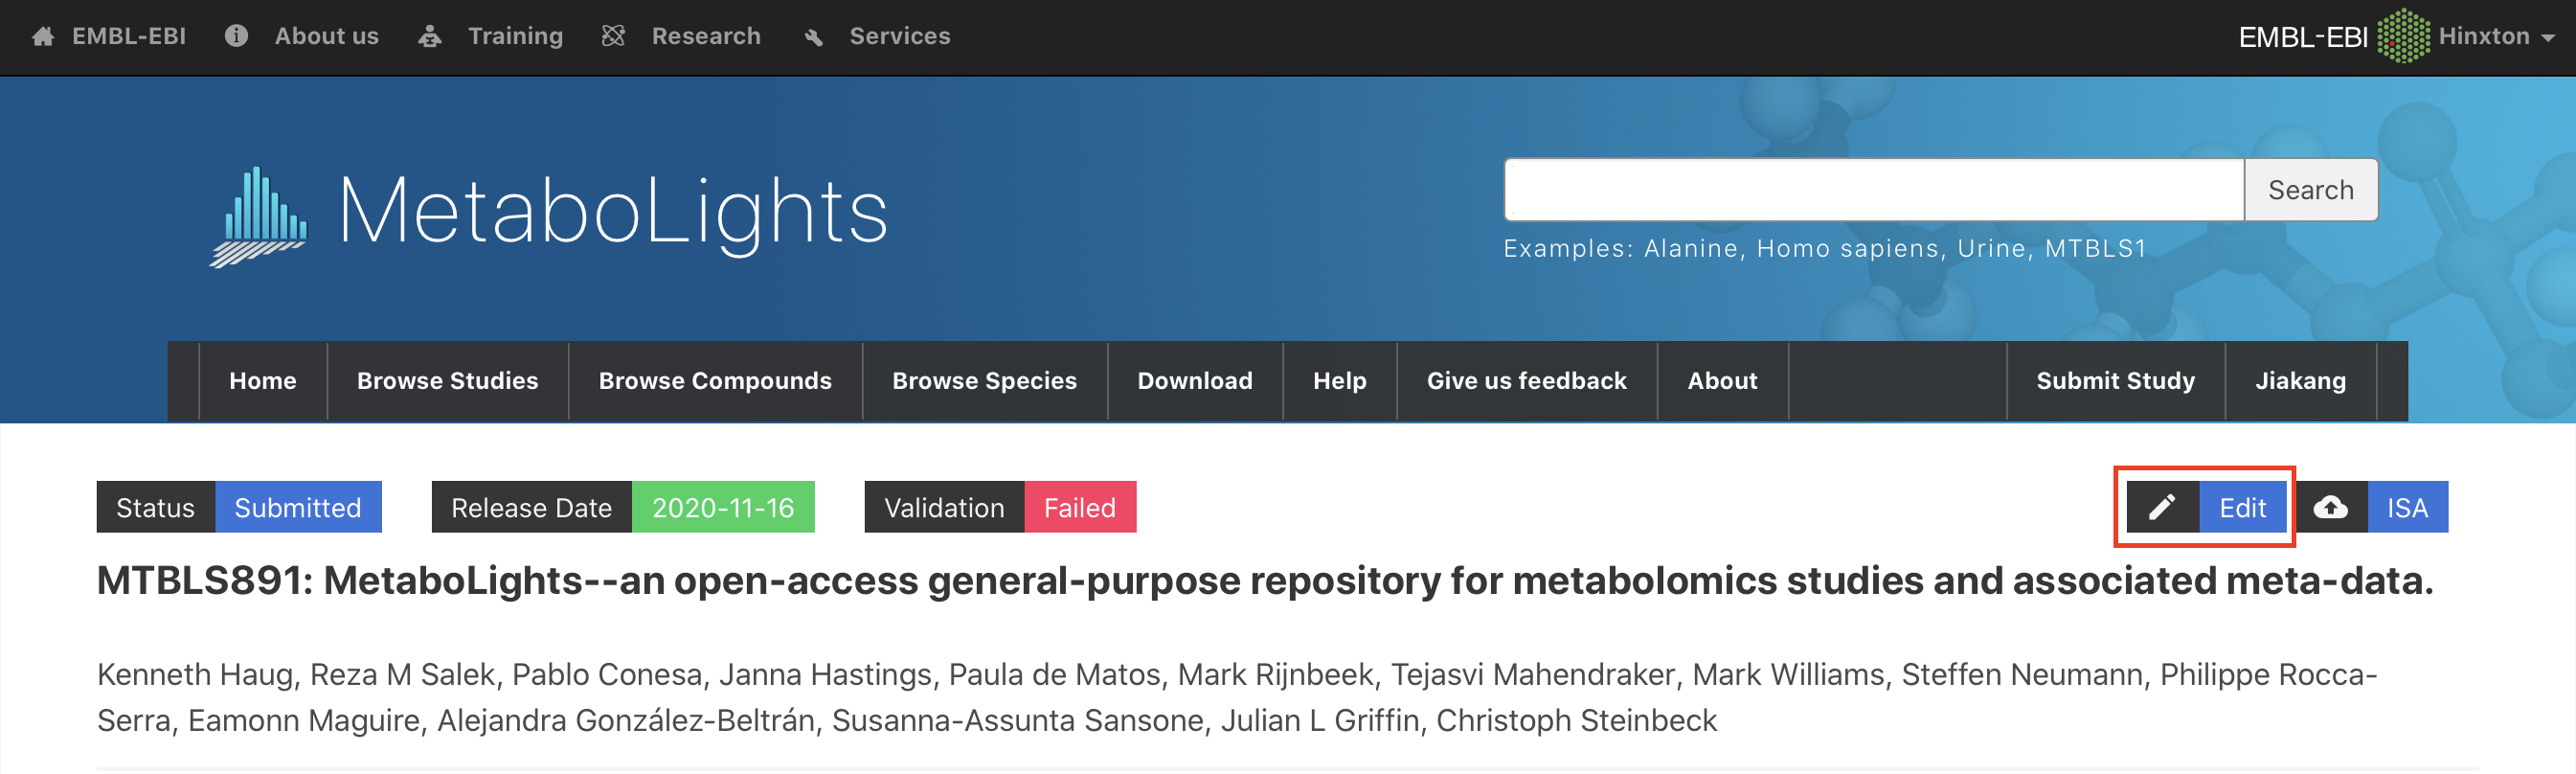 EMBL-EBI About us Training Research Services EMBL-EBI Hinxton
MetaboLights
Search
Examples: Alanine, Homo sapiens, Urine, MTBLS1
Home Browse Studies Browse Compounds Browse Species Download Help Give us feedback About Submit Study Jiakang
Status Submitted Release Date 2020-11-16 Validation Failed Edit ISA
MTBLS891: MetaboLights--an open-access general-purpose repository for metabolomics studies and associated meta-data.
Kenneth Haug, Reza M Salek, Pablo Conesa, Janna Hastings, Paula de Matos, Mark Rijnbeek, Tejasvi Mahendraker, Mark Williams, Steffen Neumann, Philippe Rocca-
Serra, Eamonn Maguire, Alejandra González-Beltrán, Susanna-Assunta Sansone, Julian L Griffin, Christoph Steinbeck